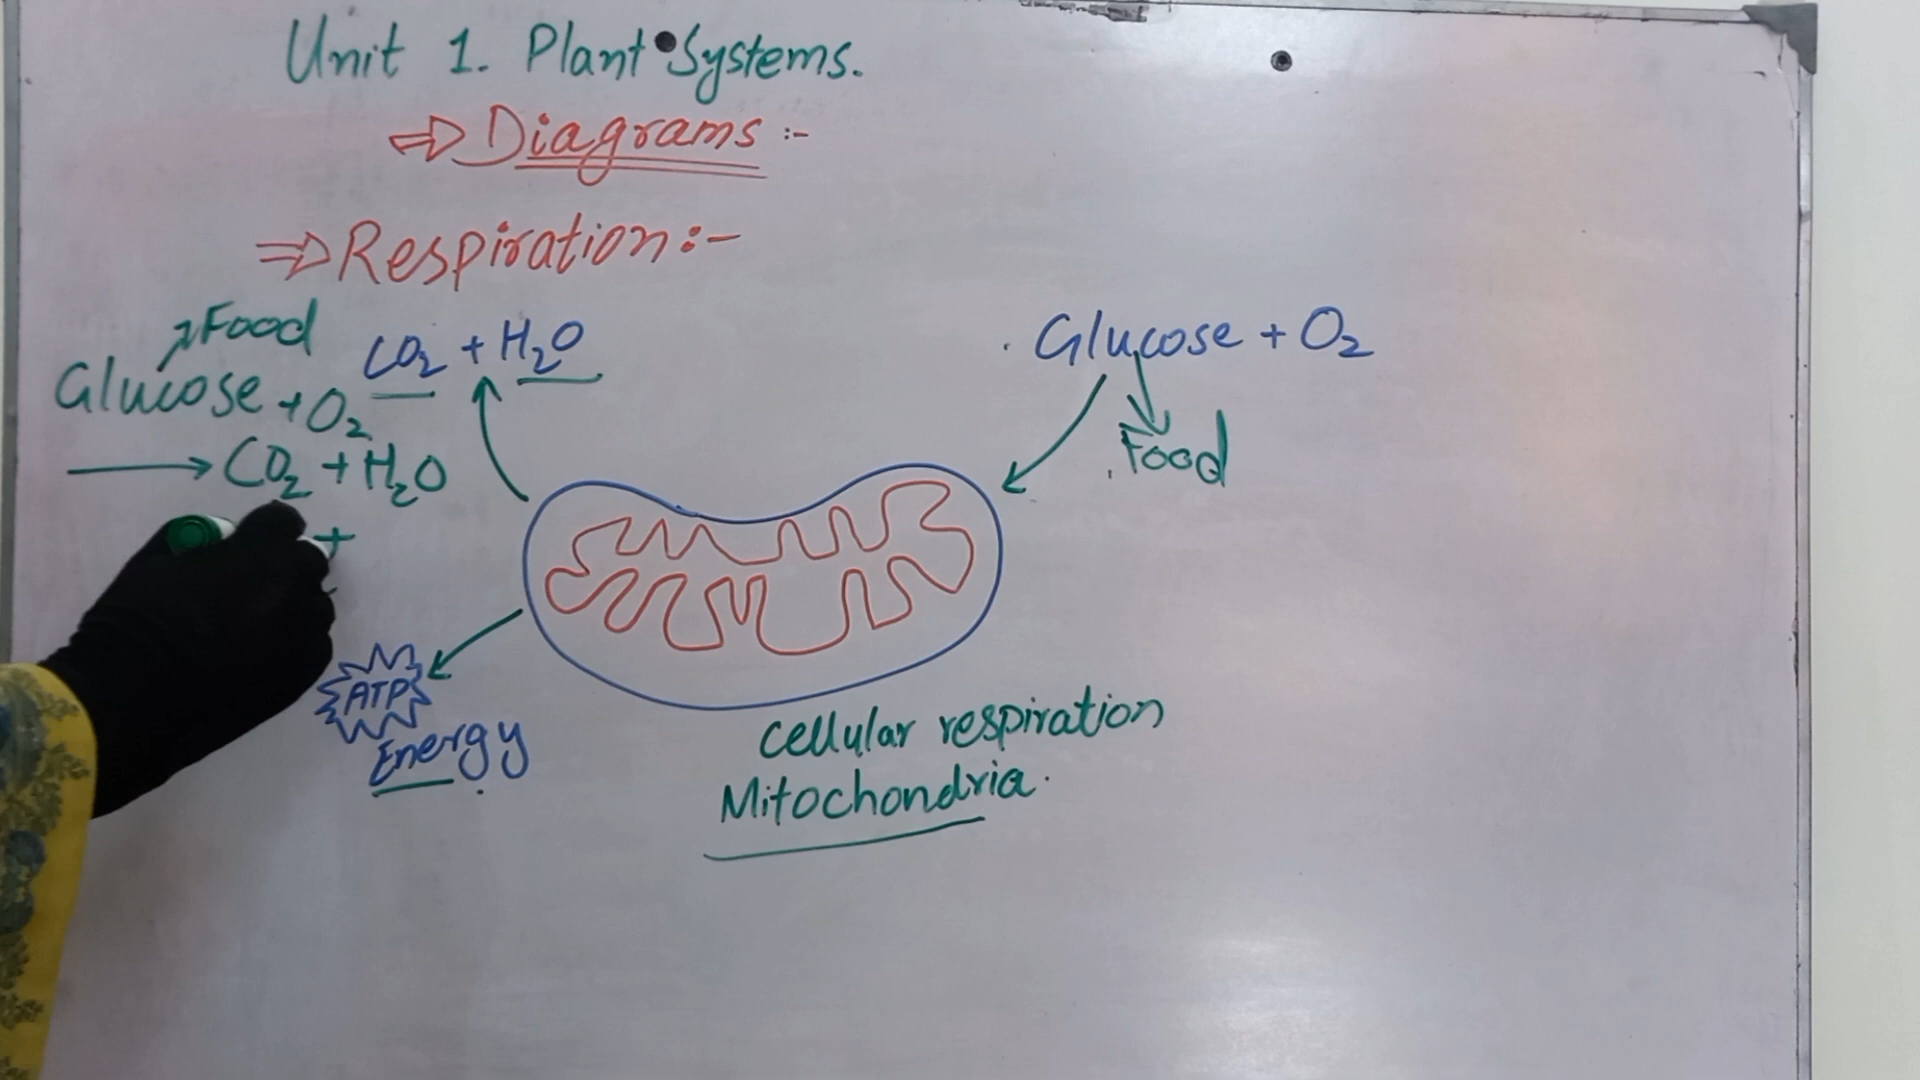 Unit 1. Plant Systems.
⇒ Diagrams :-
⇒ Respiration :-
Food
Glucose + O₂
→ CO₂ + H₂O
+
CO₂ + H₂O
Glucose + O₂
Food
ATP
Energy
cellular respiration
Mitochondria.